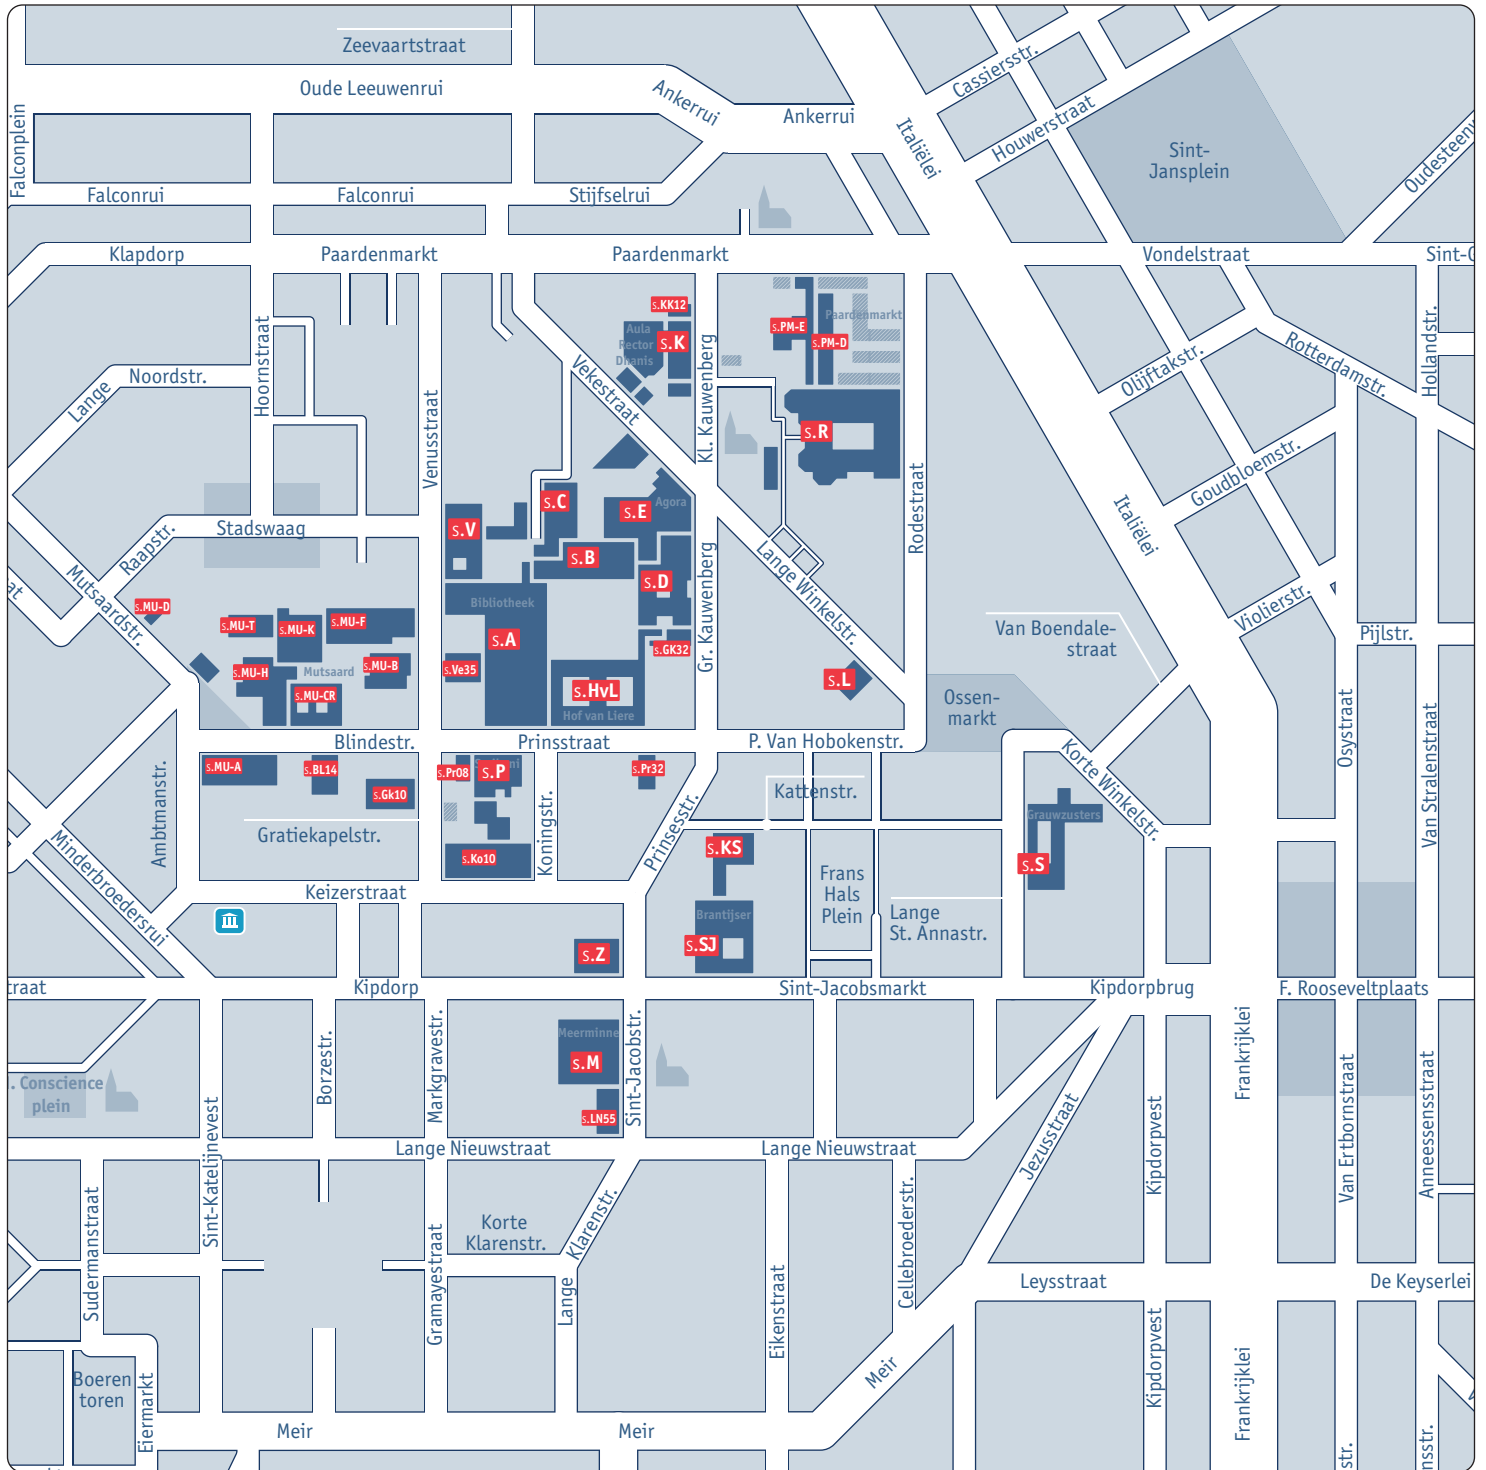 Zeevaartstraat
Oude Leeuwenrui
Ankerrui
Ankerrui
Cassiersstr.
Italiëlei
Houwerstraat
Sint-
Jansplein
Falconplein
Falconrui
Falconrui
Stijfselrui
Klapdorp
Paardenmarkt
Paardenmarkt
Vondelstraat
s.KK12
Aula
Rector
Dhanis
s.K
s.PM-E
Paardenmarkt
s.PM-D
Hoornstraat
Noordstr.
Lange
Venusstraat
Vekestraat
Kl. Kauwenberg
s.R
Rodestraat
Olijftakstr.
Rotterdamstr.
Hollandstr.
Goudbloemstr.
Italiëlei
Stadswaag
Raapstr.
Mutsaardstr.
s.V
s.C
s.E
Agora
s.B
s.D
Lange Winkelstr.
Gr. Kauwenberg
Bibliotheek
s.A
s.GK32
s.Ve35
s.HvL
Hof van Liere
s.L
Violierstr.
Pijlstr.
Van Boendale-
straat
Ossen-
markt
s.MU-D
s.MU-T
s.MU-K
s.MU-F
s.MU-H
Mutsaard
s.MU-B
s.MU-CR
Blindestr.
Prinsstraat
P. Van Hobokenstr.
Korte Winkelstr.
Osystraat
Van Stralenstraat
s.MU-A
s.BL14
s.Gk10
s.Pr08
s.P
s.Pr32
Kattenstr.
Gratiekapelstr.
Ambtmanstr.
Minderbroedersrui
s.Ko10
Koningstr.
Prinsesstr.
s.KS
Grauwzusters
s.S
Keizerstraat
Frans
Hals
Plein
Lange
St. Annastr.
Brantijser
s.SJ
s.Z
traat
Kipdorp
Sint-Jacobsmarkt
Kipdorpbrug
F. Rooseveltplaats
Borzestr.
Markgravestr.
Meerminne
s.M
s.LN55
Sint-Jacobstr.
Frankrijklei
. Conscience
plein
Sint-Katelijnevest
Lange Nieuwstraat
Lange Nieuwstraat
Jezusstraat
Kipdorpvest
Van Ertbornstraat
Anneessensstraat
Sudermanstraat
Korte
Klarenstr.
Lange
Klarenstr.
Gramayestraat
Eikenstraat
Cellebroederstr.
Leysstraat
De Keyserlei
Boeren
toren
Eiermarkt
Meir
Meir
Meir
Kipdorpvest
Frankrijklei
str.